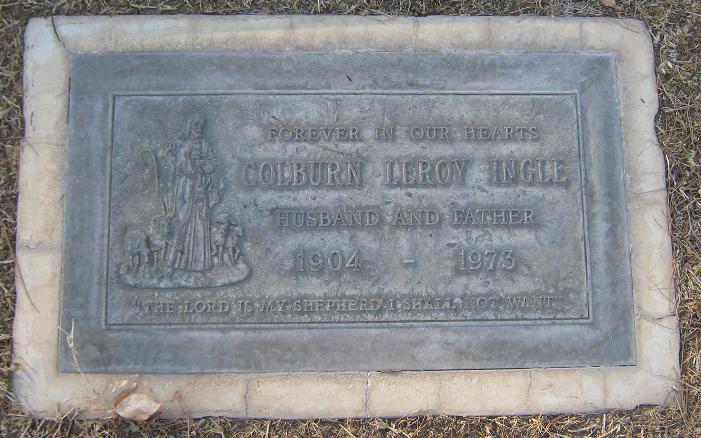 FOREVER IN OUR HEARTS
COLBURN LEROY INGLE
HUSBAND AND FATHER
1904 - 1973
"THE LORD IS MY SHEPHERD I SHALL NOT WANT"